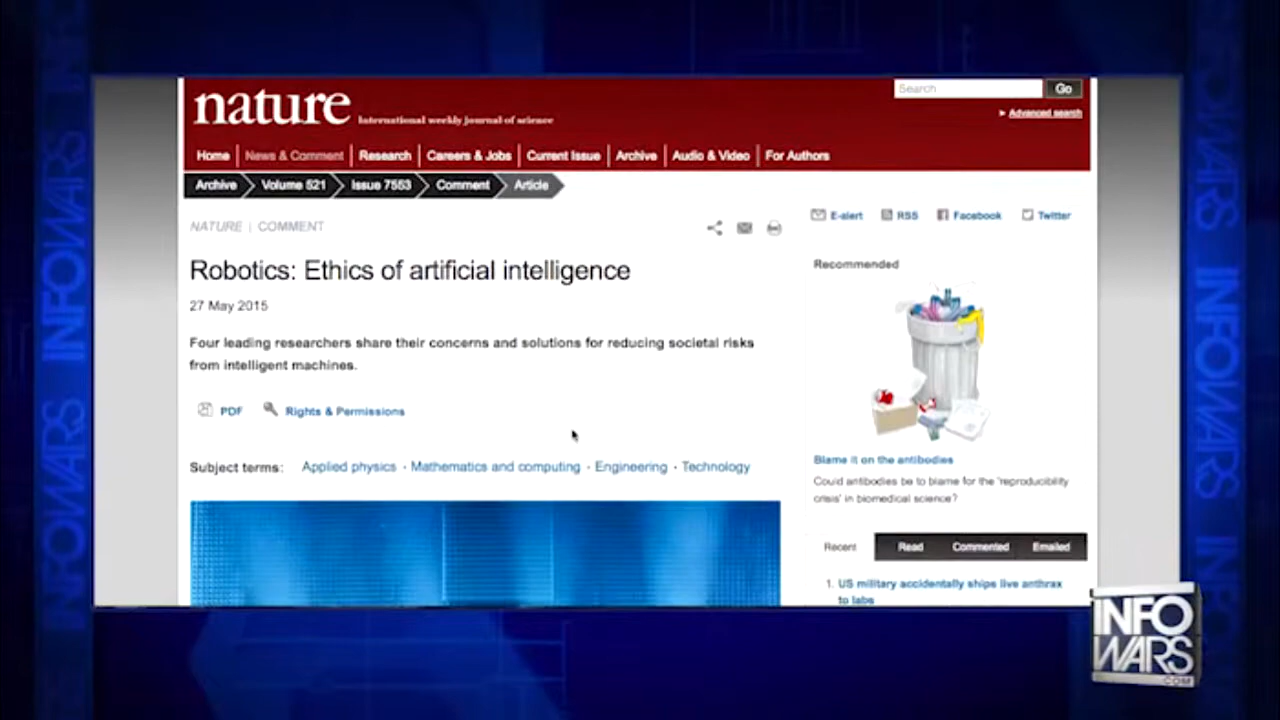 nature
International weekly journal of science
Search
Go
Advanced search
Home
News & Comment
Research
Careers & Jobs
Current Issue
Archive
Audio & Video
For Authors
Archive
Volume 521
Issue 7553
Comment
Article
NATURE | COMMENT
E-alert
RSS
Facebook
Twitter
Robotics: Ethics of artificial intelligence
27 May 2015
Four leading researchers share their concerns and solutions for reducing societal risks
from intelligent machines.
PDF
Rights & Permissions
Subject terms: Applied physics · Mathematics and computing · Engineering · Technology
Recommended
Blame it on the antibodies
Could antibodies be to blame for the 'reproducibility
crisis' in biomedical science?
Recent
Read
Commented
Emailed
1. US military accidentally ships live anthrax
to labs
INFO
WARS
.COM
INFOWARS
INFOWARS
INFOWARS
INFOWARS